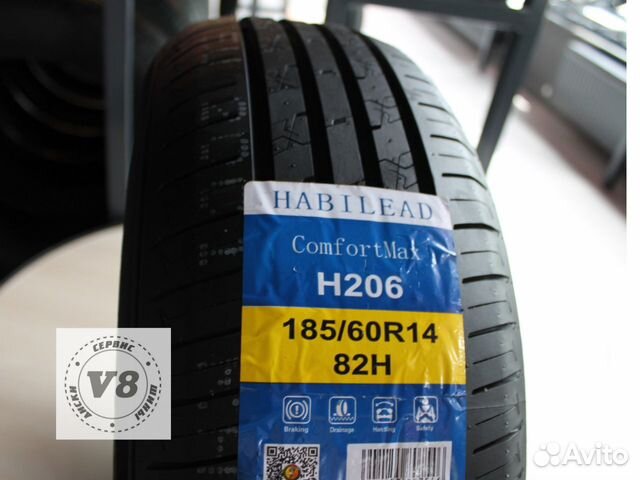 HABILEAD
ComfortMax
H206
185/60R14
82H
Braking Drainage Handling Safety
СЕРВИС
V8
ДИСКИ ШИНЫ
Avito